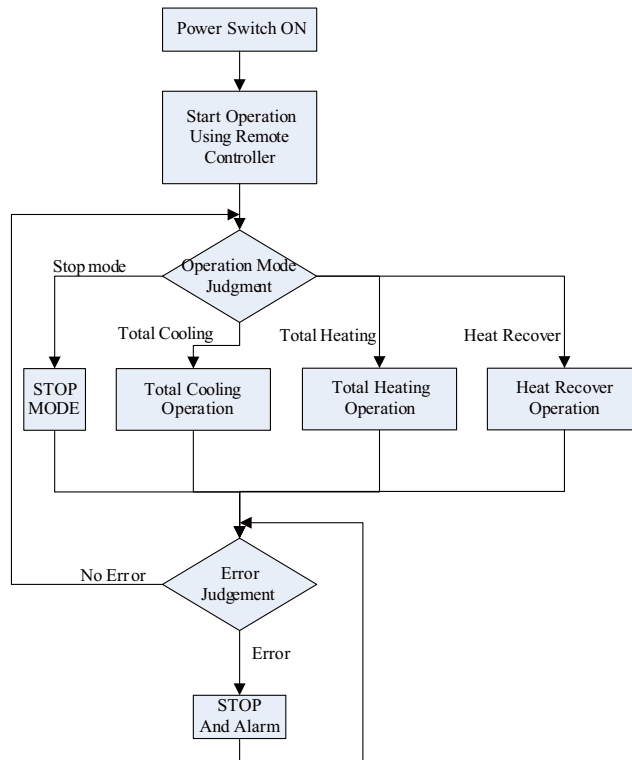 Power Switch ON
Start Operation
Using Remote
Controller
Operation Mode
Judgment
Stop mode
Total Cooling
Total Heating
Heat Recover
STOP
MODE
Total Cooling
Operation
Total Heating
Operation
Heat Recover
Operation
Error
Judgement
No Error
Error
STOP
And Alarm